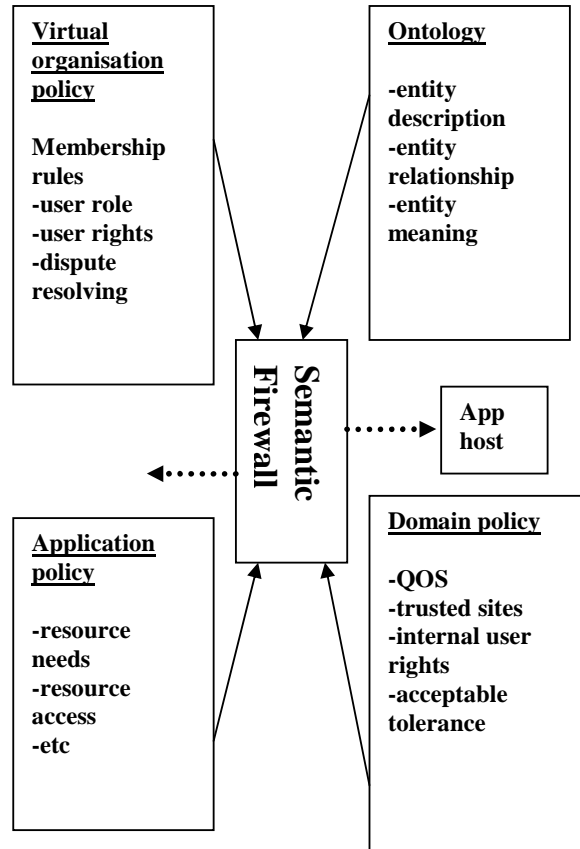 Virtual
organisation
policy
Membership
rules
-user role
-user rights
-dispute
resolving
Ontology
-entity
description
-entity
relationship
-entity
meaning
Semantic
Firewall
App
host
Application
policy
-resource
needs
-resource
access
-etc
Domain policy
-QOS
-trusted sites
-internal user
rights
-acceptable
tolerance